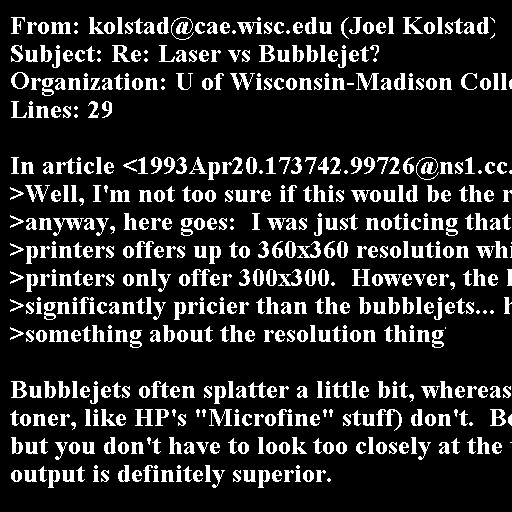 From: kolstad@cae.wisc.edu (Joel Kolstad)
Subject: Re: Laser vs Bubblejet?
Organization: U of Wisconsin-Madison Colle
Lines: 29

In article <1993Apr20.173742.99726@ns1.cc.
>Well, I'm not too sure if this would be the r
>anyway, here goes:  I was just noticing that
>printers offers up to 360x360 resolution whi
>printers only offer 300x300.  However, the l
>significantly pricier than the bubblejets... h
>something about the resolution thing

Bubblejets often splatter a little bit, whereas
toner, like HP's "Microfine" stuff) don't.  Bo
but you don't have to look too closely at the
output is definitely superior.